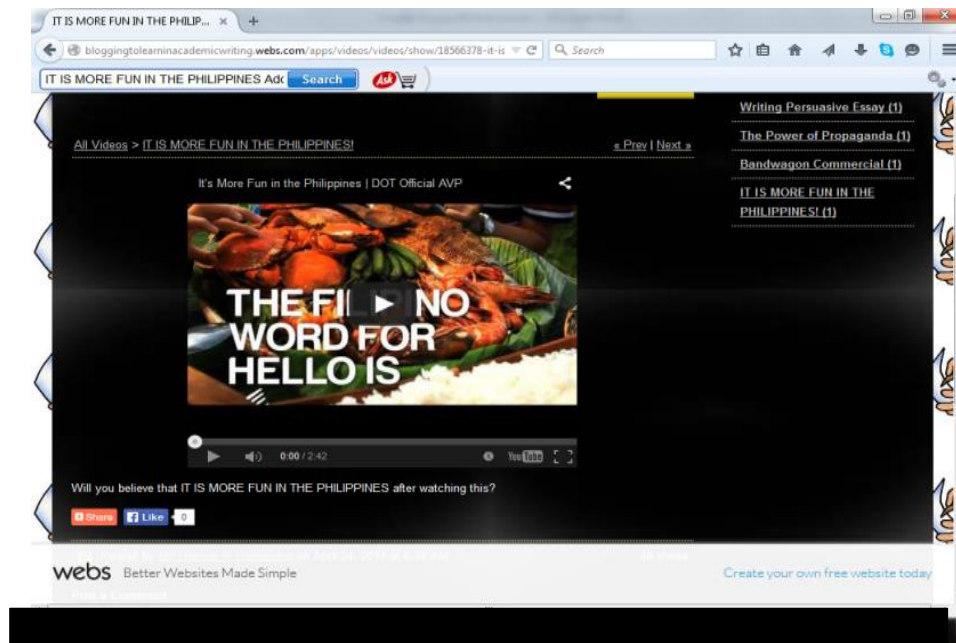 IT IS MORE FUN IN THE PHILIP... × +
bloggingtolearninacademicwriting.webs.com/apps/videos/videos/show/18566378-it-is
Search
IT IS MORE FUN IN THE PHILIPPINES Adc Search Ask
Writing Persuasive Essay (1)
The Power of Propaganda (1)
Bandwagon Commercial (1)
IT IS MORE FUN IN THE
PHILIPPINES! (1)
All Videos > IT IS MORE FUN IN THE PHILIPPINES!
« Prev | Next »
It's More Fun in the Philippines | DOT Official AVP
THE FILIPINO
WORD FOR
HELLO IS
0:00 / 2:42 YouTube
Will you believe that IT IS MORE FUN IN THE PHILIPPINES after watching this?
Share Like 0
webs Better Websites Made Simple
Create your own free website today